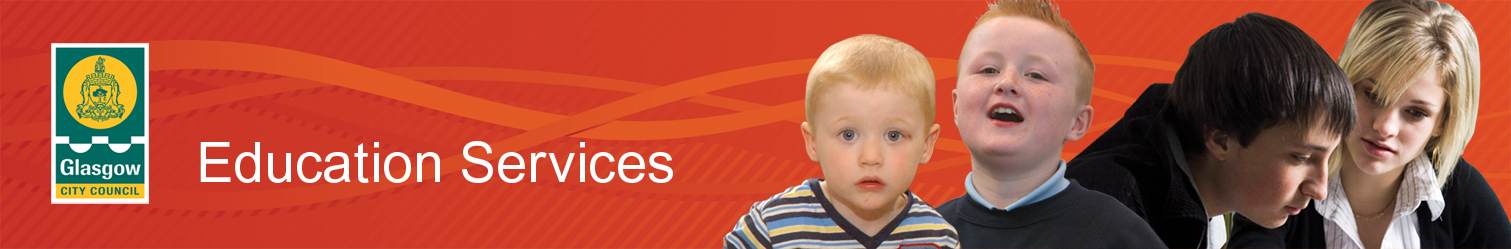 Glasgow
CITY COUNCIL
Education Services